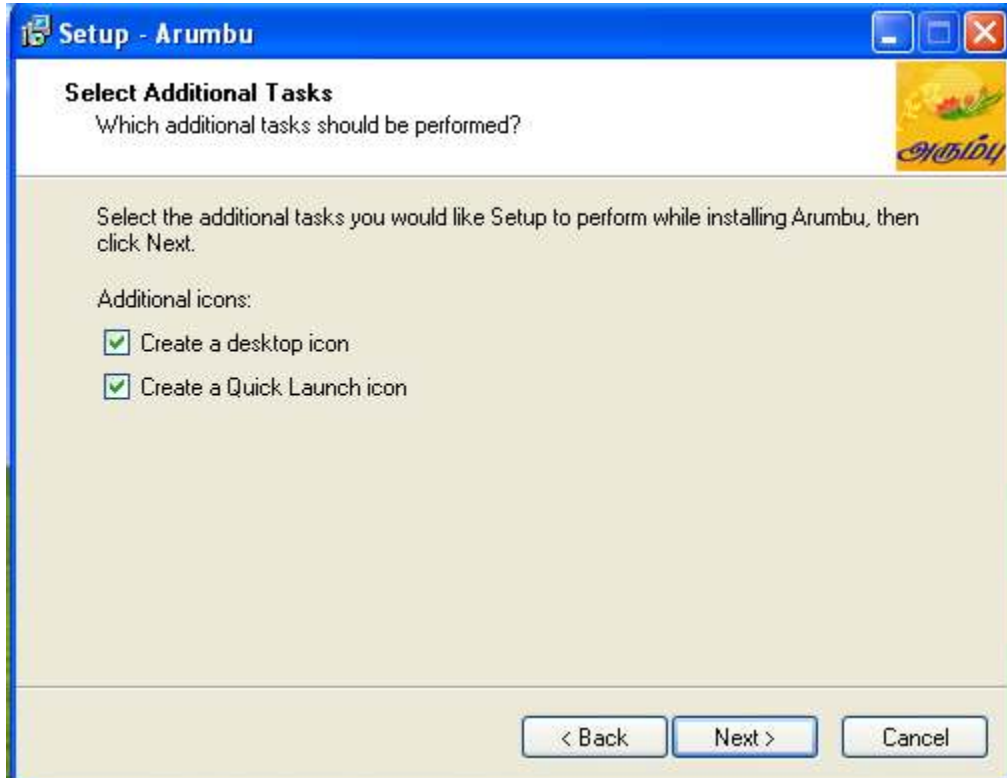 Setup - Arumbu
Select Additional Tasks
Which additional tasks should be performed?
அரும்பு
Select the additional tasks you would like Setup to perform while installing Arumbu, then
click Next.
Additional icons:
Create a desktop icon
Create a Quick Launch icon
< Back Next > Cancel